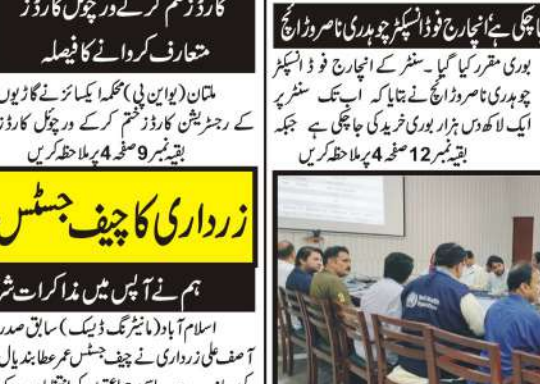 کارڈز ختم کرکے ورچوئل کارڈز
متعارف کروانے کا فیصلہ
ملتان (یو این پی) محکمہ ایکسائز نے گاڑیوں
کے رجسٹریشن کارڈز ختم کرکے ورچوئل کارڈز
بقیہ نمبر 9 صفحہ 4 پر ملاحظہ کریں
زرداری کا چیف جسٹس
ہم نے آپس میں مذاکرات
اسلام آباد (مانیٹرنگ ڈیسک) سابق صدر
آصف علی زرداری نے چیف جسٹس عمر عطا بندیال
جا چکی ہے، انچارج فوڈ انسپکٹر چوہدری ناصر وڑائچ
بوری مقرر کیا گیا۔ سنٹر کے انچارج فوڈ انسپکٹر
چوہدری ناصر وڑائچ نے بتایا کہ اب تک سنٹر پر
ایک لاکھ دس ہزار بوری خرید کی جا چکی ہے جبکہ
بقیہ نمبر 12 صفحہ 4 پر ملاحظہ کریں
World Health
Organization